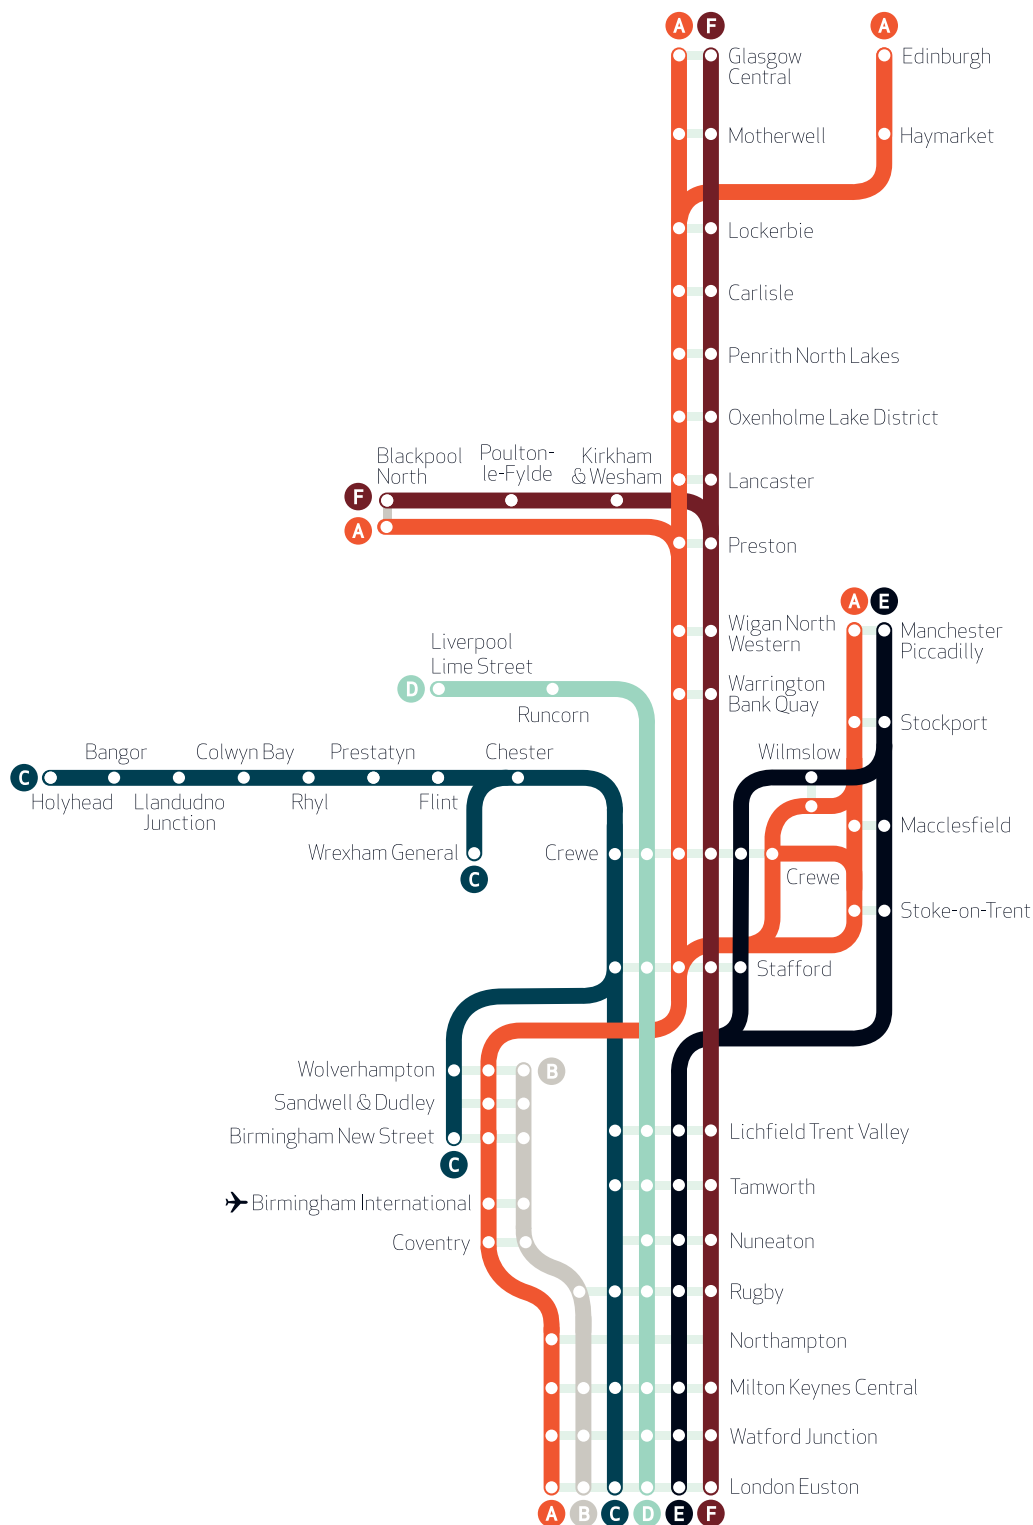 A
F
A
Glasgow
Central
Edinburgh
Motherwell
Haymarket
Lockerbie
Carlisle
Penrith North Lakes
Oxenholme Lake District
Blackpool
North
Poulton-
le-Fylde
Kirkham
& Wesham
Lancaster
F
A
Preston
A
E
Wigan North
Western
Manchester
Piccadilly
Liverpool
Lime Street
D
Runcorn
Warrington
Bank Quay
Stockport
Bangor
Colwyn Bay
Prestatyn
Chester
Wilmslow
C
Holyhead
Llandudno
Junction
Rhyl
Flint
Macclesfield
Wrexham General
C
Crewe
Crewe
Stoke-on-Trent
Stafford
Wolverhampton
B
Sandwell & Dudley
Birmingham New Street
C
Lichfield Trent Valley
Tamworth
Birmingham International
Coventry
Nuneaton
Rugby
Northampton
Milton Keynes Central
Watford Junction
London Euston
A
B
C
D
E
F